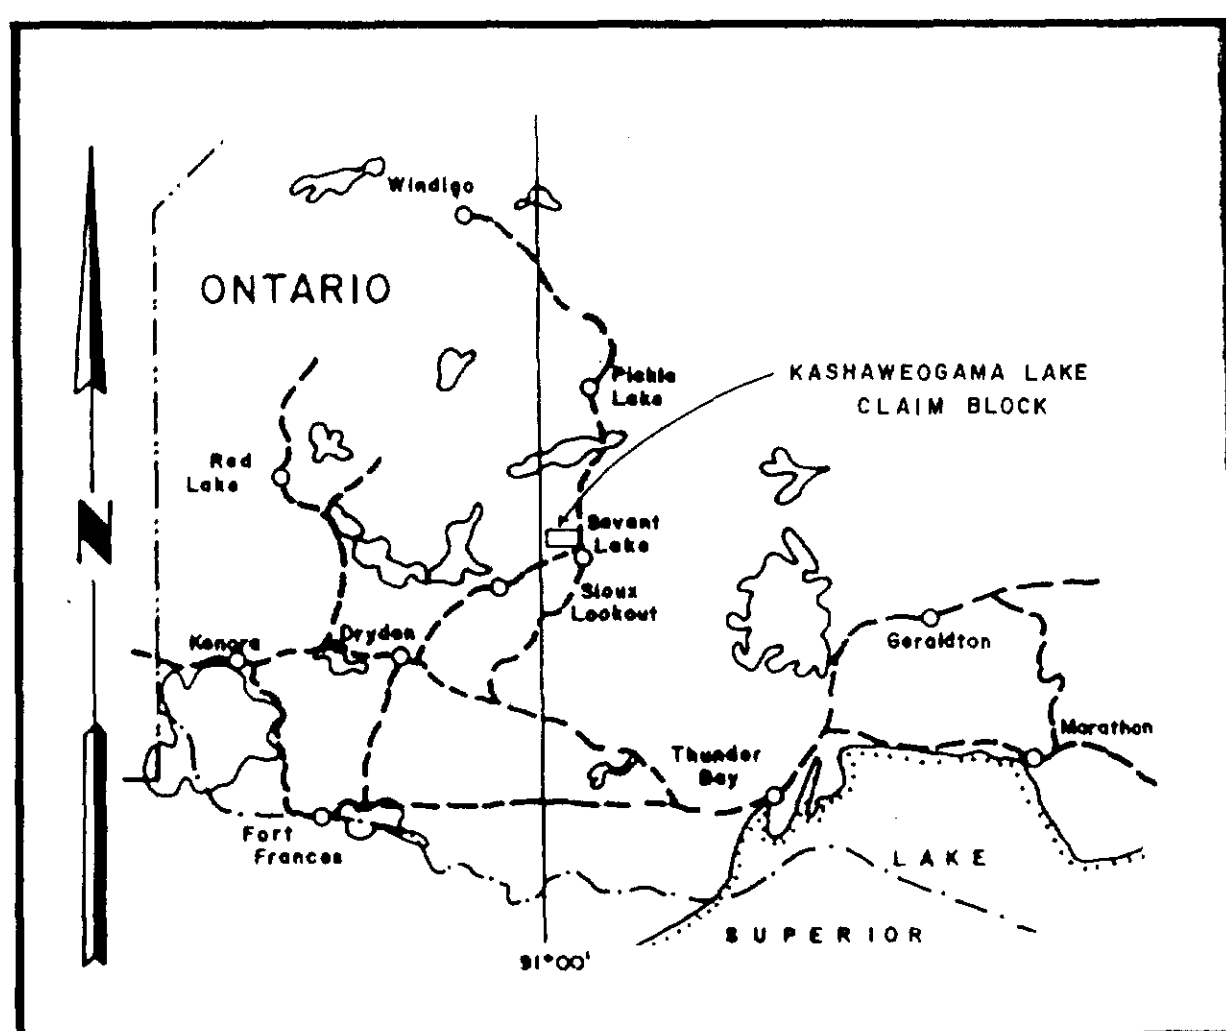 Windigo
ONTARIO
Pickle
Lake
KASHAWEOGAMA LAKE
CLAIM BLOCK
Red
Lake
N
Savant
Lake
Sioux
Lookout
Kenora
Dryden
Geraldton
Marathon
Thunder
Bay
Fort
Frances
LAKE
SUPERIOR
91°00'